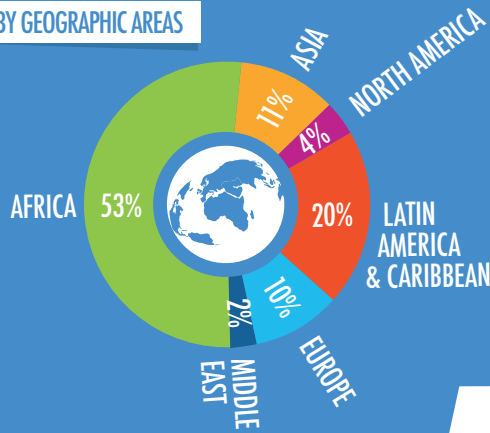 BY GEOGRAPHIC AREAS
ASIA
11%
NORTH AMERICA
4%
AFRICA
53%
20%
LATIN
AMERICA
& CARIBBEAN
10%
EUROPE
2%
MIDDLE
EAST